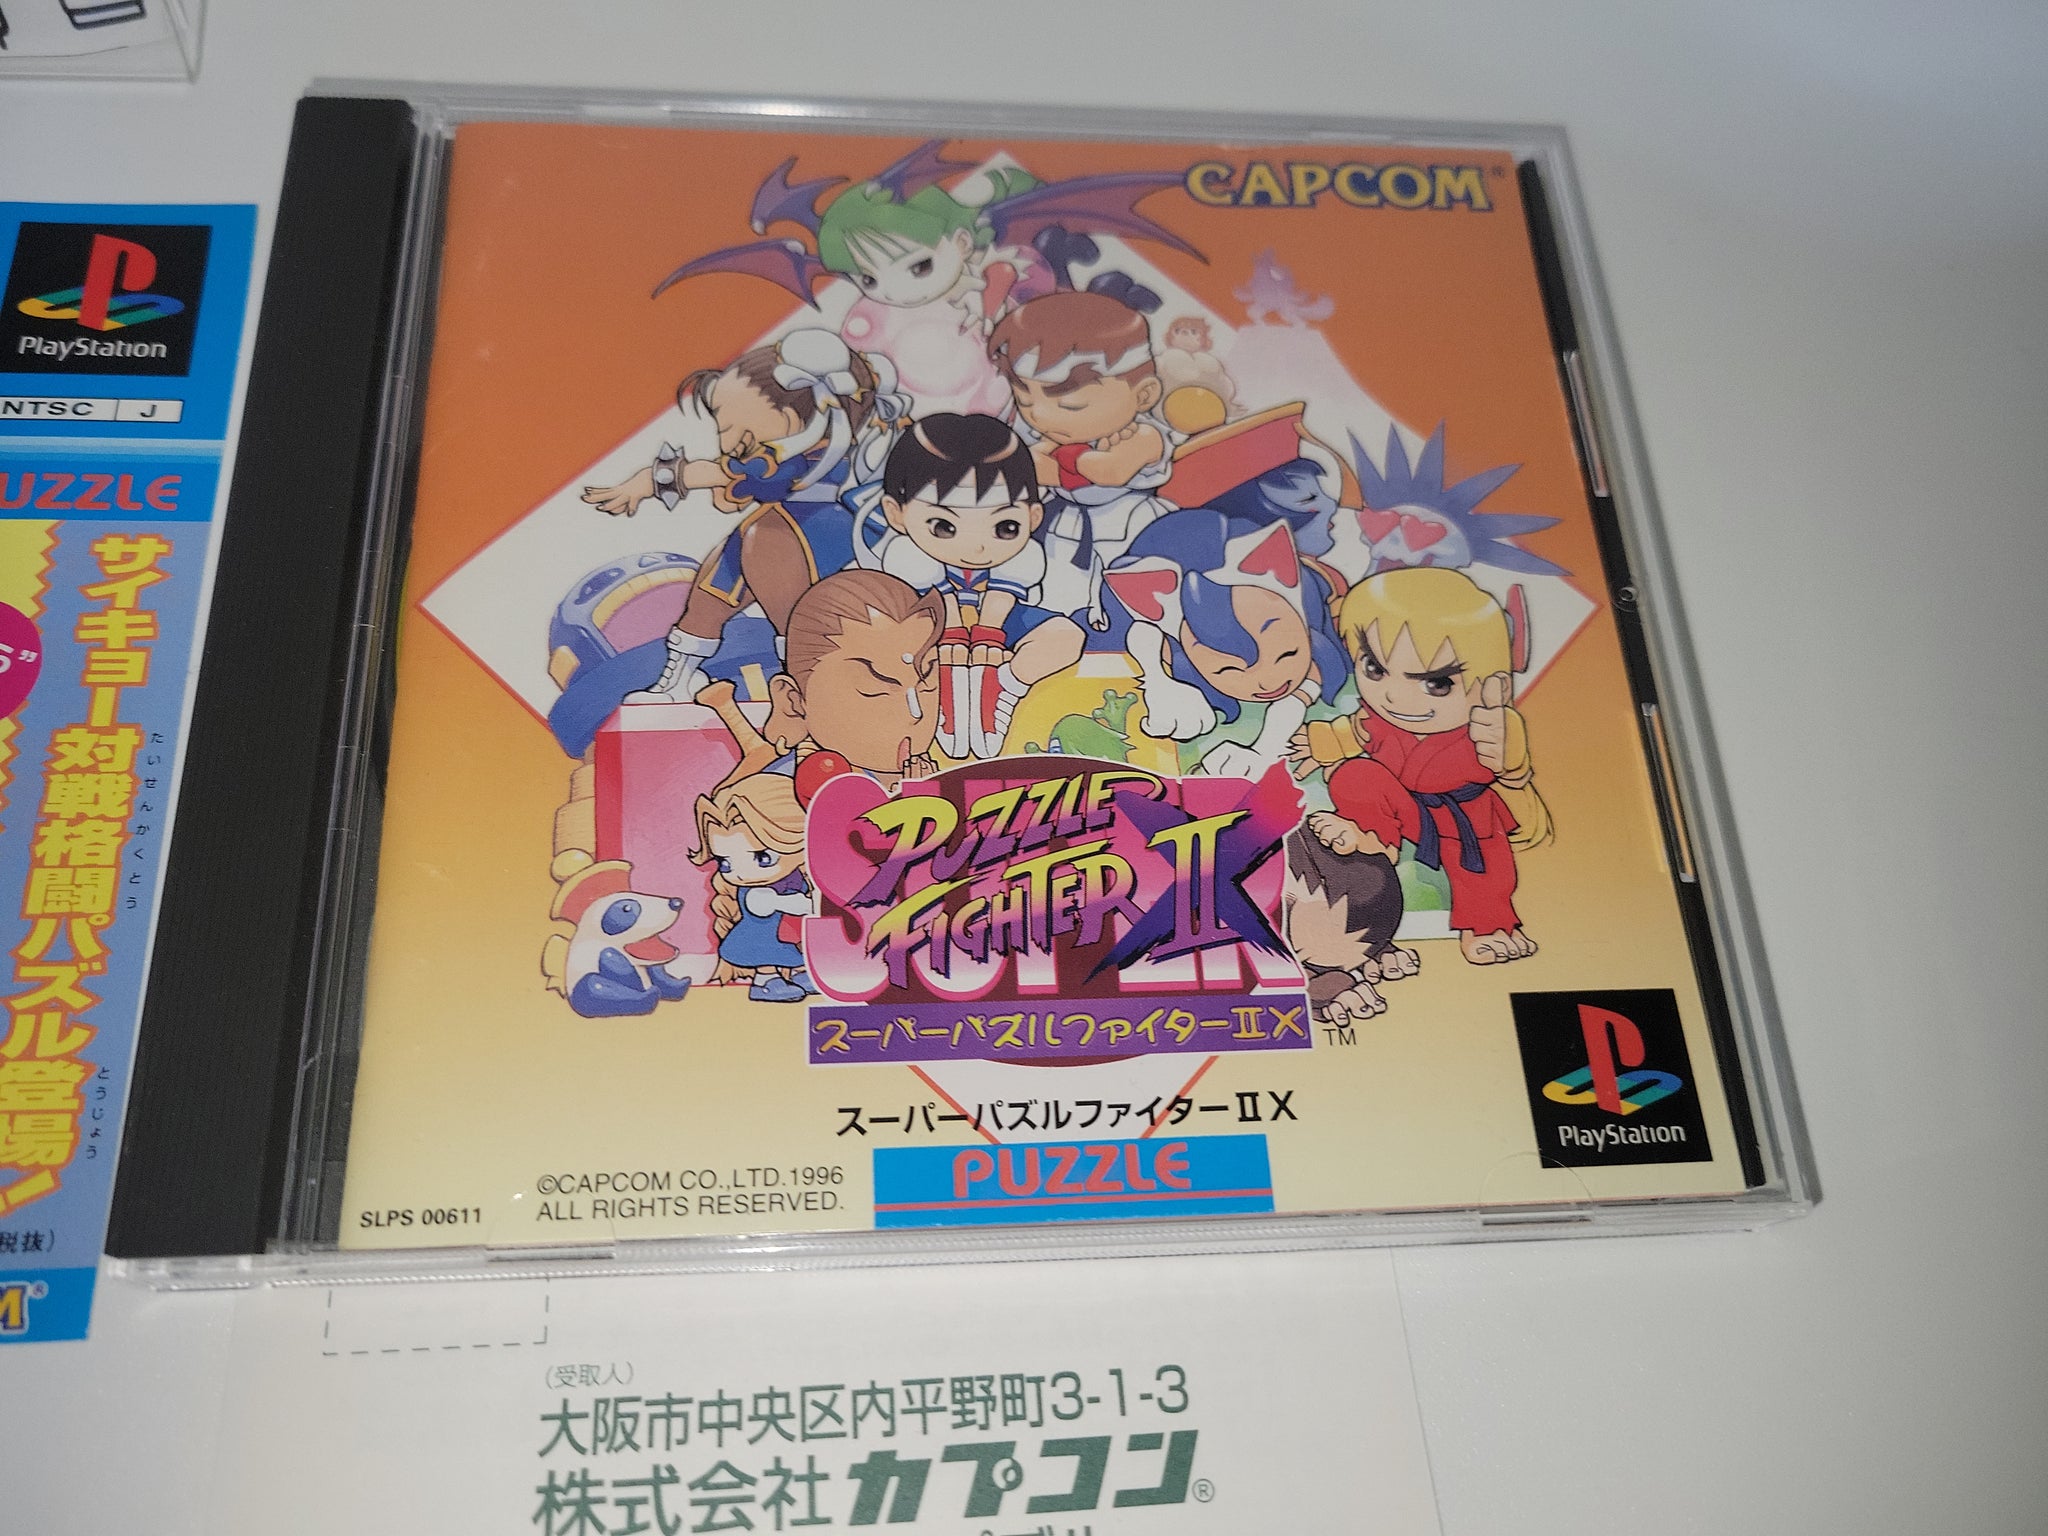 PlayStation
NTSC J
PUZZLE
サイキョー対戦格闘パズル登場!
たいせんかくとう
とうじょう
税抜)
CAPCOM®
SUPER
PUZZLE
FIGHTER II X
スーパーパズルファイターII X
TM
スーパーパズルファイターII X
PUZZLE
©CAPCOM CO.,LTD.1996
ALL RIGHTS RESERVED.
SLPS 00611
PlayStation
(受取人)
大阪市中央区内平野町3-1-3
株式会社カプコン®